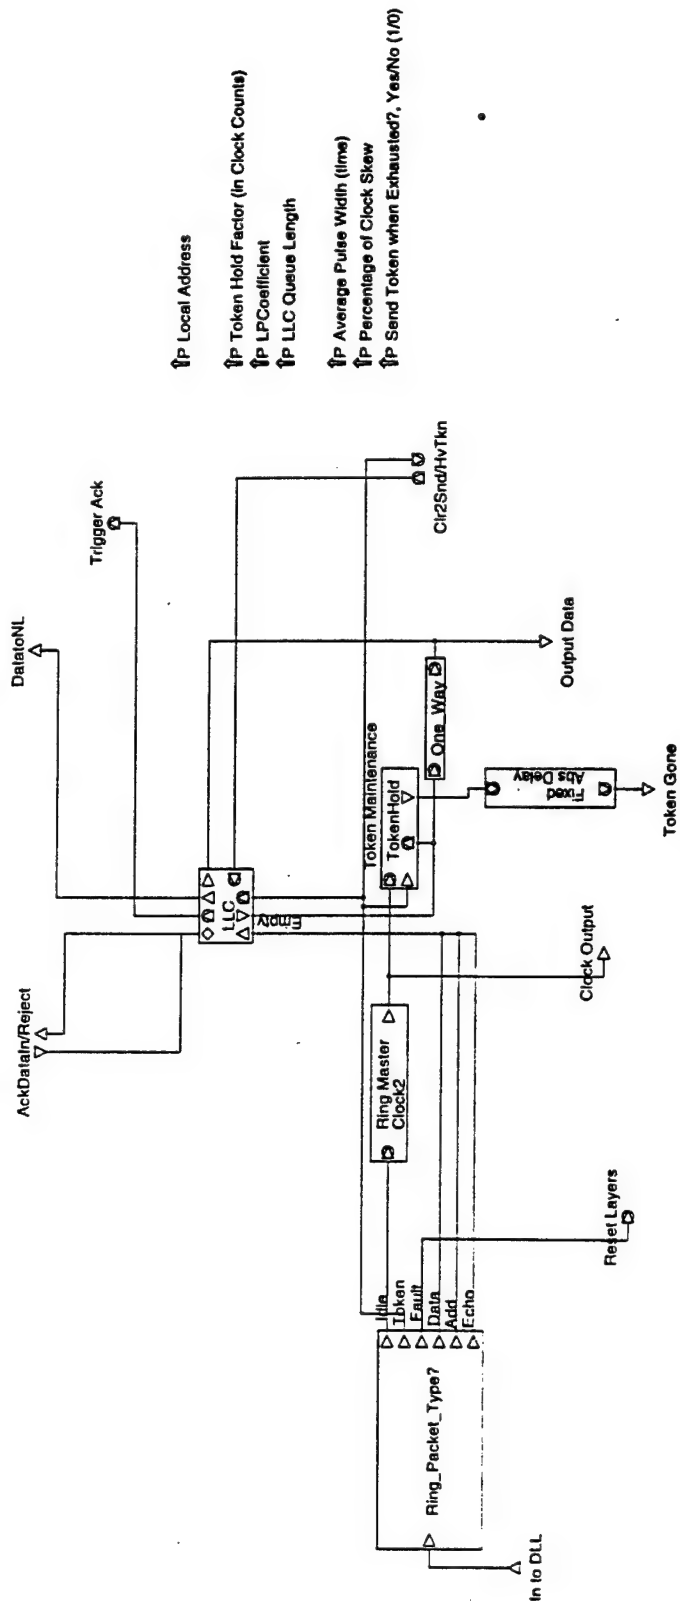 AckDataIn/Reject
DatatoNL
Trigger Ack
LLC
Empty
Clr2Snd/HvTkn
Token Maintenance
TokenHold
One_Way
Output Data
Fixed
Abs Delay
Token Gone
Ring Master
Clock2
Clock Output
Reset Layers
Idle
Token
Fault
Data
Add
Echo
Ring_Packet_Type7
In to DLL
⇑P Local Address
⇑P Token Hold Factor (in Clock Counts)
⇑P LPCoefficient
⇑P LLC Queue Length
⇑P Average Pulse Width (time)
⇑P Percentage of Clock Skew
⇑P Send Token when Exhausted?, Yes/No (1/0)